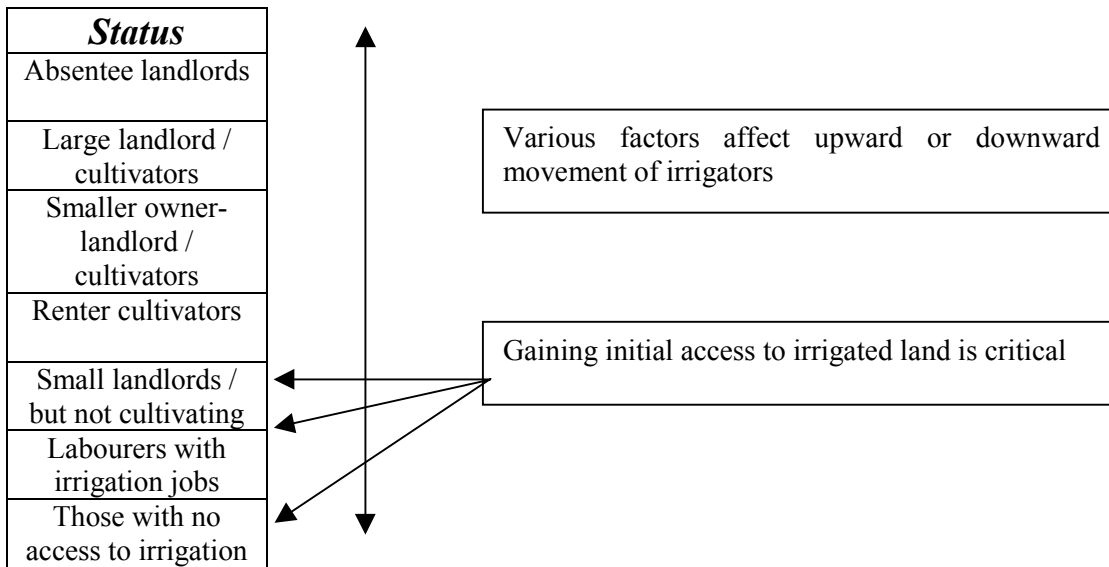 Status
Absentee landlords
Large landlord /
cultivators
Smaller owner-
landlord /
cultivators
Renter cultivators
Small landlords /
but not cultivating
Labourers with
irrigation jobs
Those with no
access to irrigation
Various factors affect upward or downward
movement of irrigators
Gaining initial access to irrigated land is critical